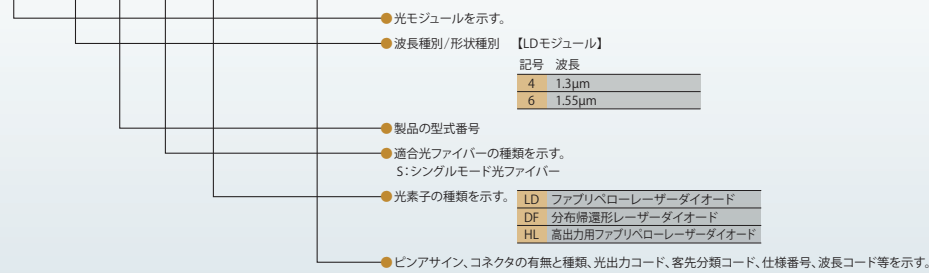 光モジュールを示す。
波長種別/形状種別 【LDモジュール】
記号 波長
4 1.3μm
6 1.55μm
製品の型式番号
適合光ファイバーの種類を示す。
S:シングルモード光ファイバー
光素子の種類を示す。
LD ファブリペローレーザーダイオード
DF 分布帰還形レーザーダイオード
HL 高出力用ファブリペローレーザーダイオード
ピンアサイン、コネクタの有無と種類、光出力コード、客先分類コード、仕様番号、波長コード等を示す。